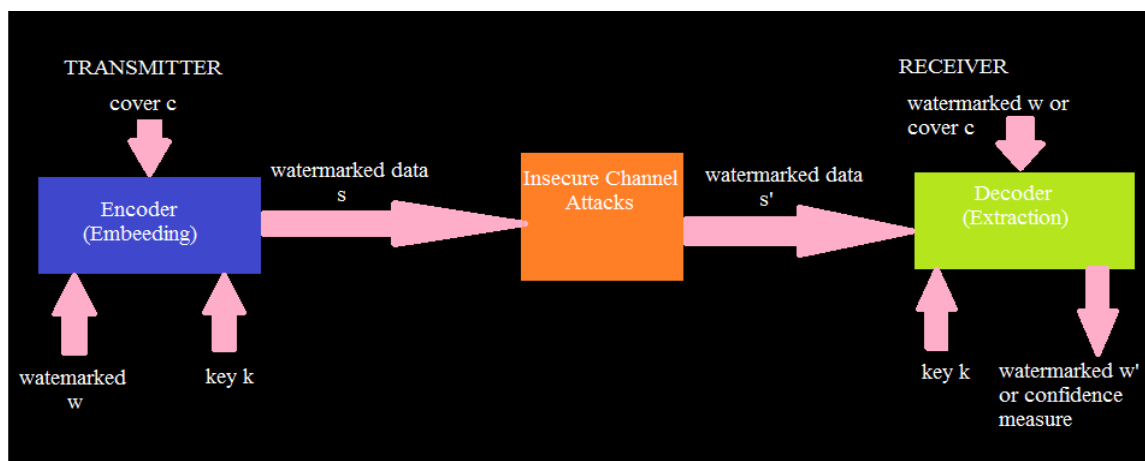 TRANSMITTER
cover c
Encoder
(Embeeding)
watemarked
w
key k
watermarked data
s
Insecure Channel
Attacks
watermarked data
s'
RECEIVER
watermarked w or
cover c
Decoder
(Extraction)
key k
watermarked w'
or confidence
measure